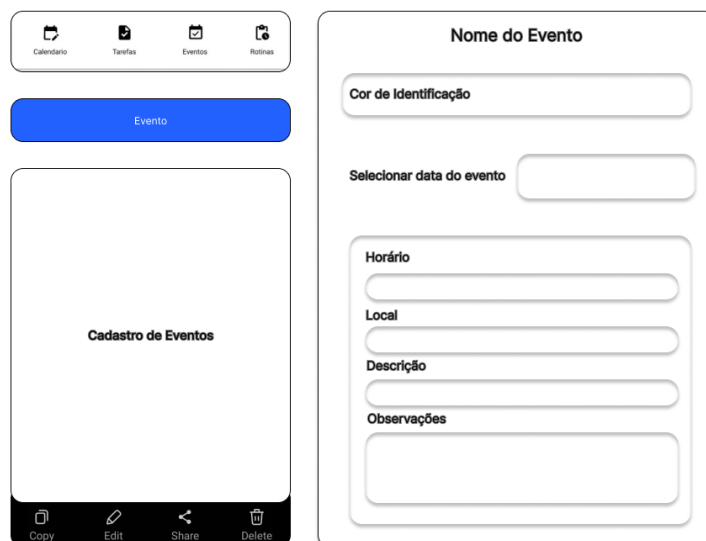 Calendario Tarefas Eventos Rotinas
Evento
Cadastro de Eventos
Copy Edit Share Delete
Nome do Evento
Cor de Identificação
Selecionar data do evento
Horário
Local
Descrição
Observações